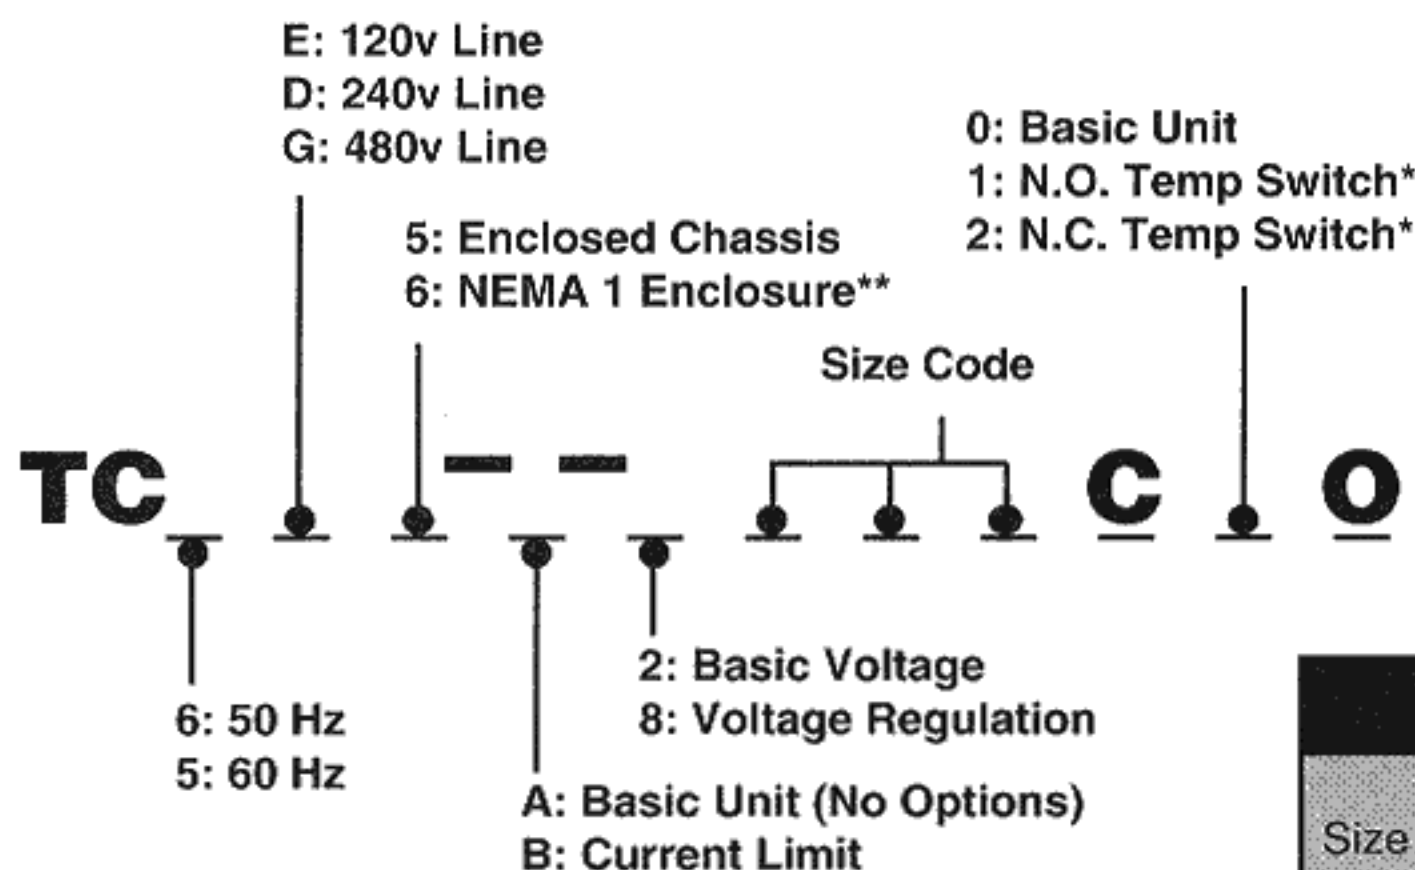 E: 120v Line
D: 240v Line
G: 480v Line
0: Basic Unit
1: N.O. Temp Switch*
2: N.C. Temp Switch*
5: Enclosed Chassis
6: NEMA 1 Enclosure**
Size Code
TC C O
2: Basic Voltage
8: Voltage Regulation
6: 50 Hz
5: 60 Hz
A: Basic Unit (No Options)
B: Current Limit
Size